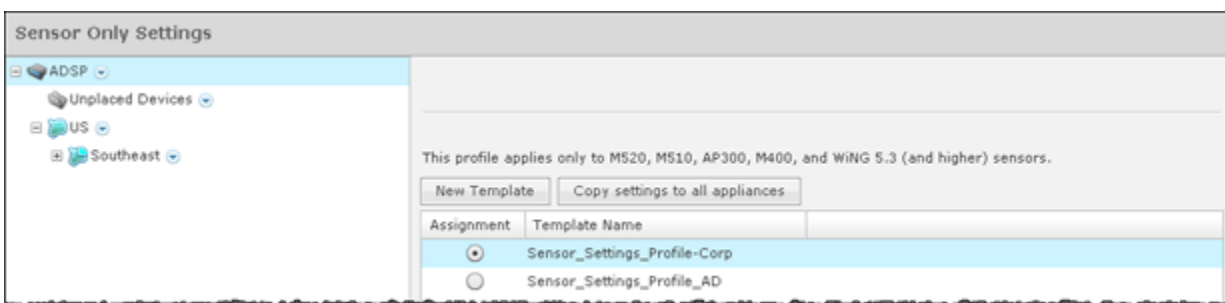 Sensor Only Settings
ADSP
Unplaced Devices
US
Southeast
This profile applies only to M520, M510, AP300, M400, and WiNG 5.3 (and higher) sensors.
New Template
Copy settings to all appliances
Assignment Template Name
Sensor_Settings_Profile-Corp
Sensor_Settings_Profile_AD